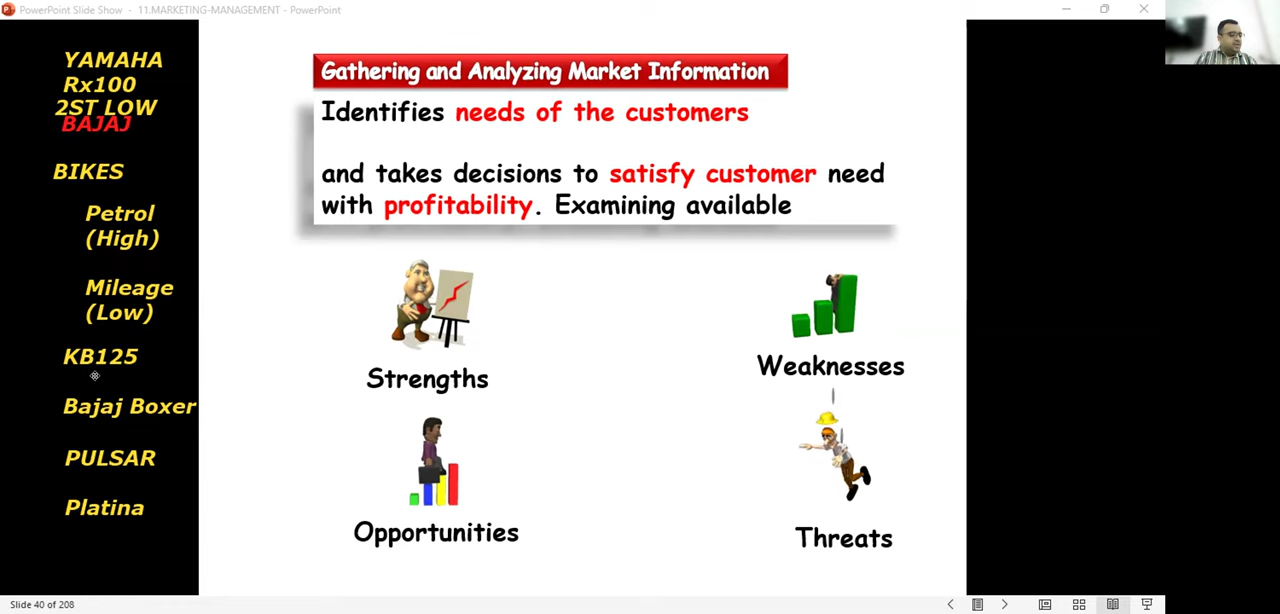 PowerPoint Slide Show - 11.MARKETING-MANAGEMENT - PowerPoint
YAMAHA
Rx100
2ST LOW
BAJAJ
BIKES
Petrol
(High)
Mileage
(Low)
KB125
Bajaj Boxer
PULSAR
Platina
Gathering and Analyzing Market Information
Identifies needs of the customers
and takes decisions to satisfy customer need
with profitability. Examining available
Strengths
Weaknesses
Opportunities
Threats
Slide 40 of 208